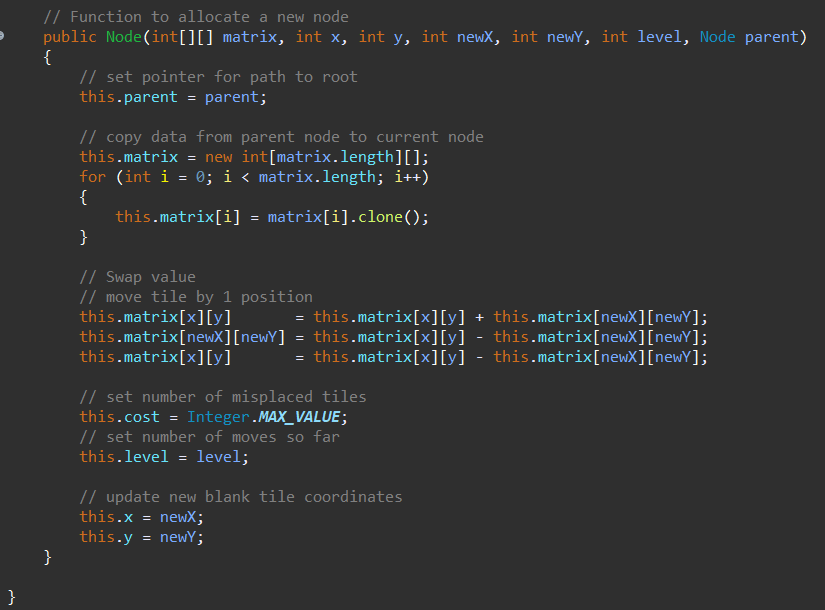 // Function to allocate a new node
    public Node(int[][] matrix, int x, int y, int newX, int newY, int level, Node parent)
    {
        // set pointer for path to root
        this.parent = parent;

        // copy data from parent node to current node
        this.matrix = new int[matrix.length][];
        for (int i = 0; i < matrix.length; i++)
        {
            this.matrix[i] = matrix[i].clone();
        }

        // Swap value
        // move tile by 1 position
        this.matrix[x][y]       = this.matrix[x][y] + this.matrix[newX][newY];
        this.matrix[newX][newY] = this.matrix[x][y] - this.matrix[newX][newY];
        this.matrix[x][y]       = this.matrix[x][y] - this.matrix[newX][newY];

        // set number of misplaced tiles
        this.cost = Integer.MAX_VALUE;
        // set number of moves so far
        this.level = level;

        // update new blank tile coordinates
        this.x = newX;
        this.y = newY;
    }

}